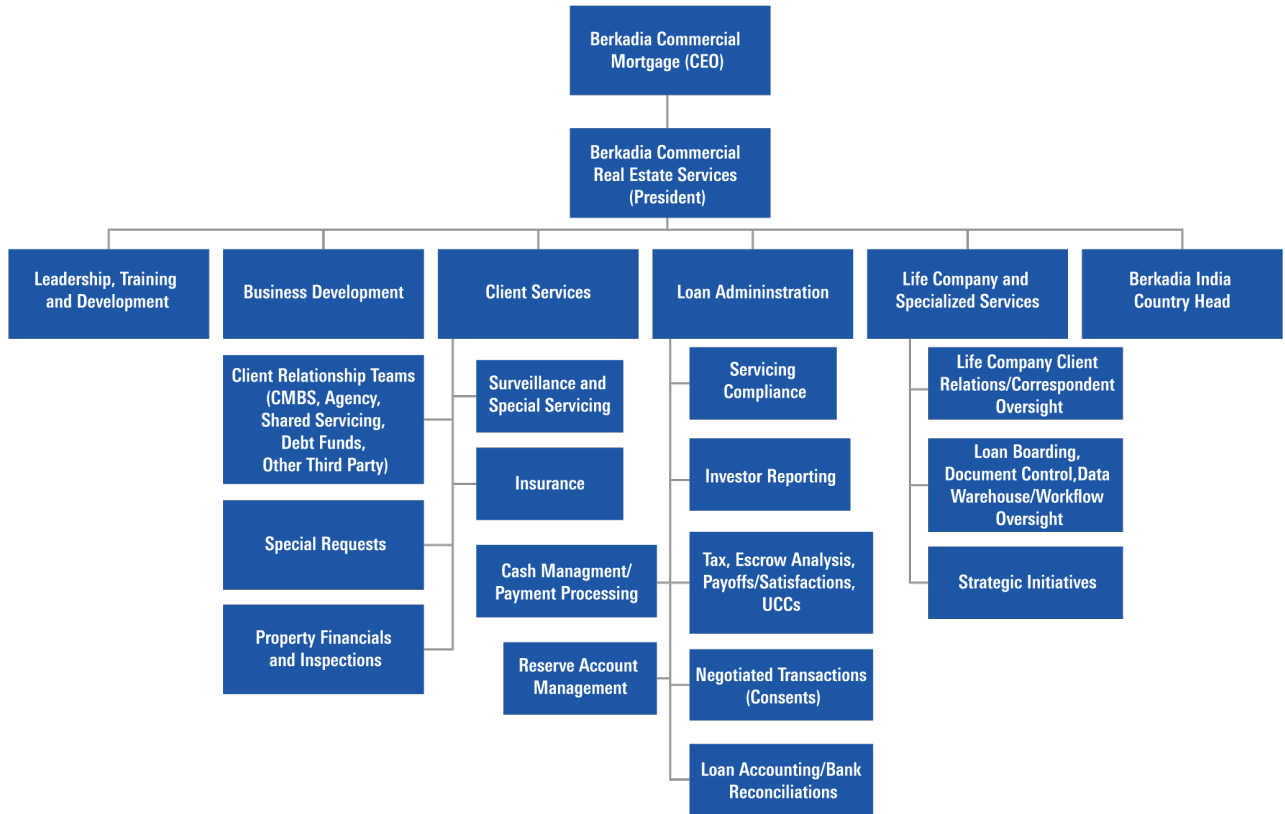 Berkadia Commercial
Mortgage (CEO)
Berkadia Commercial
Real Estate Services
(President)
Leadership, Training
and Development
Business Development
Client Services
Loan Admininstration
Life Company and
Specialized Services
Berkadia India
Country Head
Client Relationship Teams
(CMBS, Agency,
Shared Servicing,
Debt Funds,
Other Third Party)
Special Requests
Property Financials
and Inspections
Surveillance and
Special Servicing
Insurance
Cash Managment/
Payment Processing
Reserve Account
Management
Servicing
Compliance
Investor Reporting
Tax, Escrow Analysis,
Payoffs/Satisfactions,
UCCs
Negotiated Transactions
(Consents)
Loan Accounting/Bank
Reconciliations
Life Company Client
Relations/Correspondent
Oversight
Loan Boarding,
Document Control,Data
Warehouse/Workflow
Oversight
Strategic Initiatives